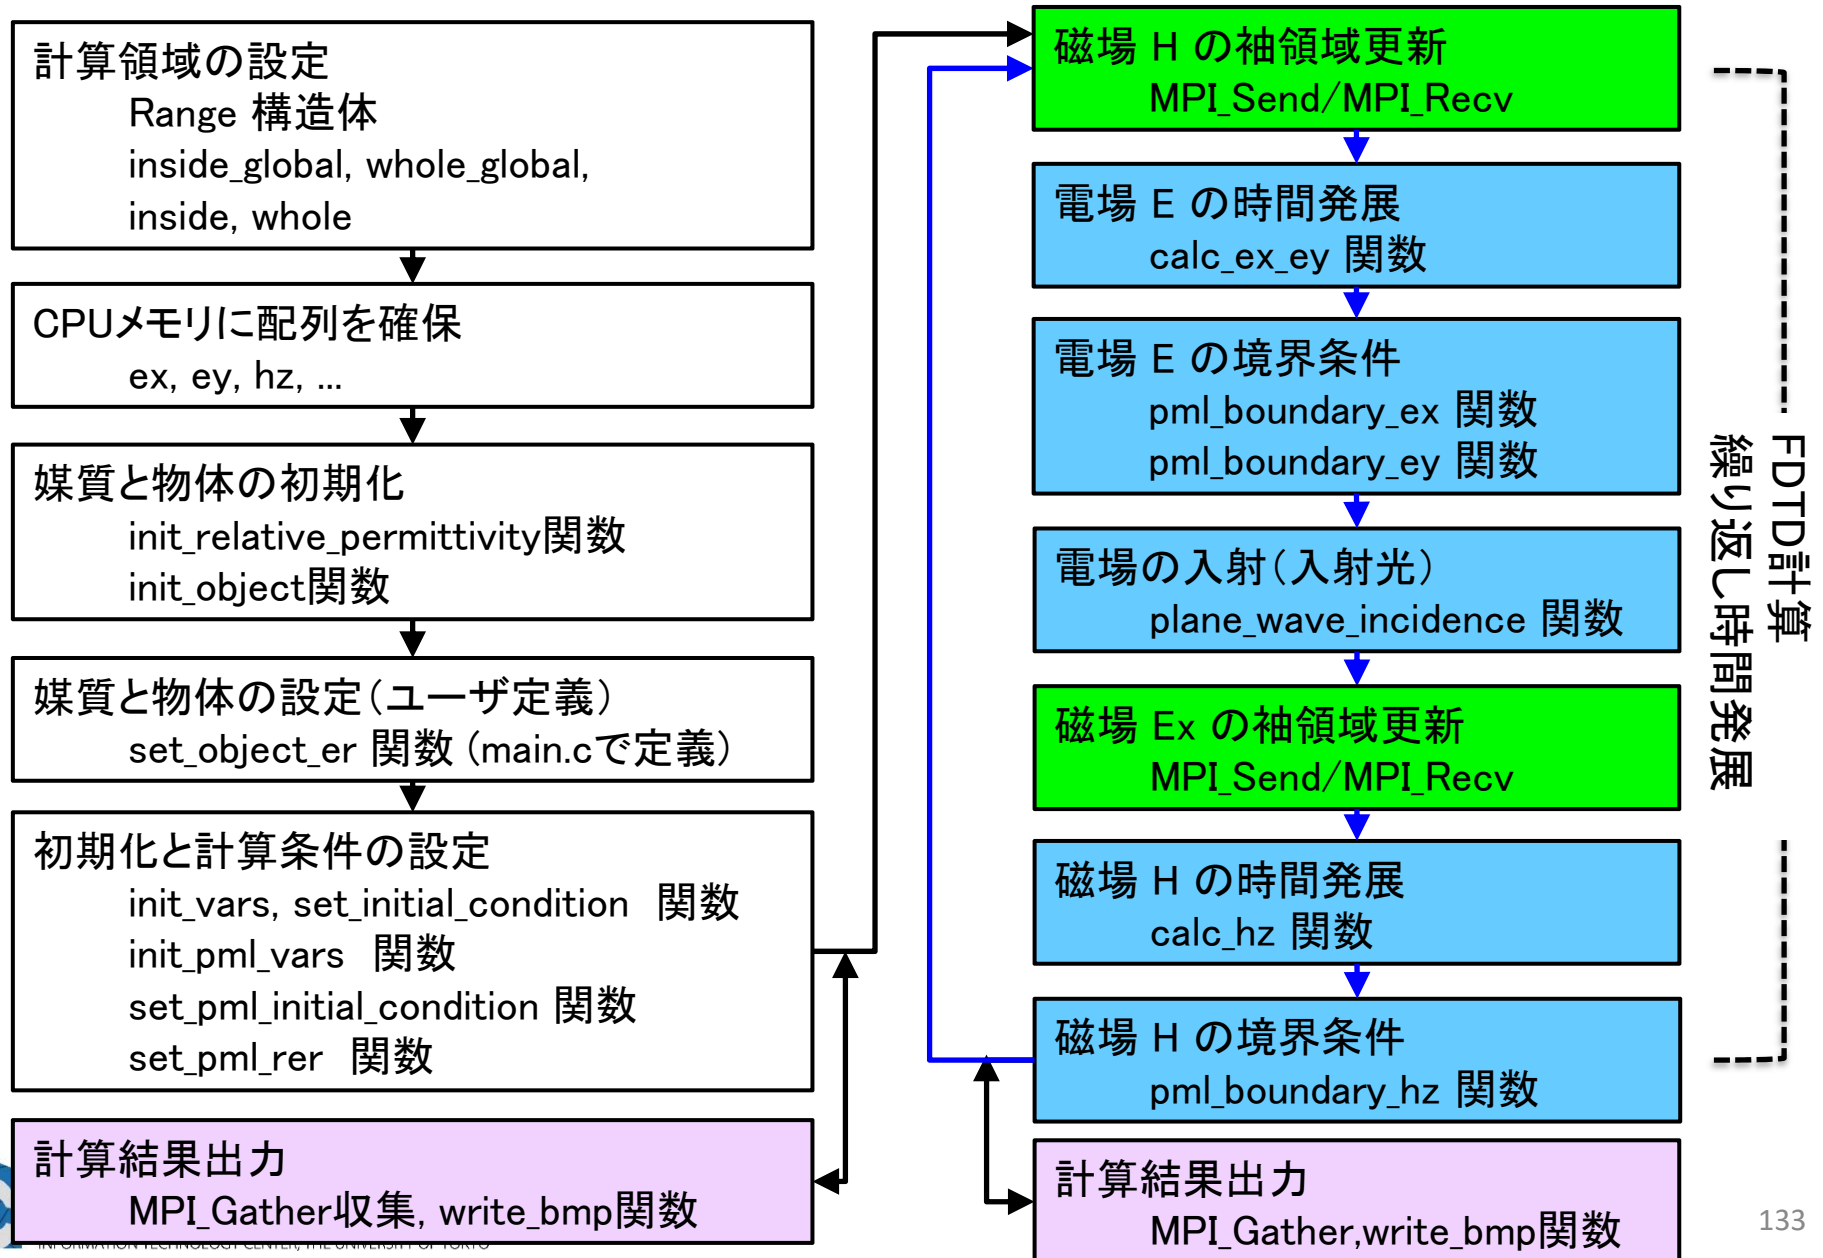 計算領域の設定
Range 構造体
inside_global, whole_global,
inside, whole
CPUメモリに配列を確保
ex, ey, hz, ...
媒質と物体の初期化
init_relative_permittivity関数
init_object関数
媒質と物体の設定（ユーザ定義）
set_object_er 関数 (main.cで定義）
初期化と計算条件の設定
init_vars, set_initial_condition 関数
init_pml_vars 関数
set_pml_initial_condition 関数
set_pml_rer 関数
計算結果出力
MPI_Gather収集, write_bmp関数
INFORMATION TECHNOLOGY CENTER, THE UNIVERSITY OF TOKYO
磁場 H の袖領域更新
MPI_Send/MPI_Recv
電場 E の時間発展
calc_ex_ey 関数
電場 E の境界条件
pml_boundary_ex 関数
pml_boundary_ey 関数
電場の入射（入射光）
plane_wave_incidence 関数
磁場 Ex の袖領域更新
MPI_Send/MPI_Recv
磁場 H の時間発展
calc_hz 関数
磁場 H の境界条件
pml_boundary_hz 関数
計算結果出力
MPI_Gather,write_bmp関数
FDTD計算
繰り返し時間発展
133